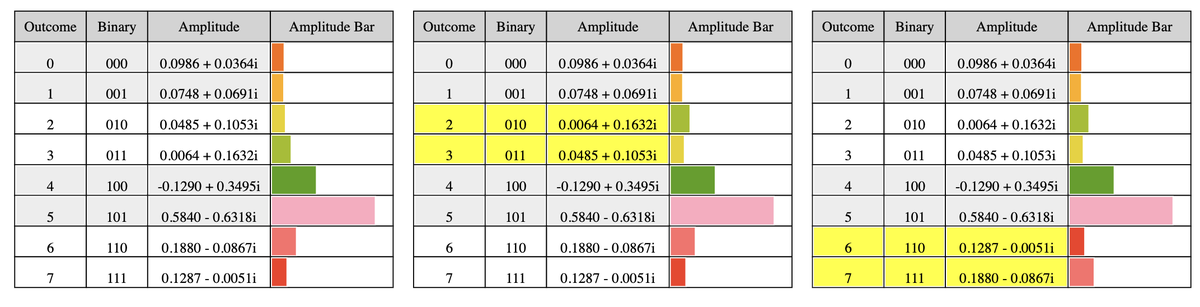 Outcome Binary Amplitude Amplitude Bar
0 000 0.0986 + 0.0364i
1 001 0.0748 + 0.0691i
2 010 0.0485 + 0.1053i
3 011 0.0064 + 0.1632i
4 100 -0.1290 + 0.3495i
5 101 0.5840 - 0.6318i
6 110 0.1880 - 0.0867i
7 111 0.1287 - 0.0051i
Outcome Binary Amplitude Amplitude Bar
0 000 0.0986 + 0.0364i
1 001 0.0748 + 0.0691i
2 010 0.0064 + 0.1632i
3 011 0.0485 + 0.1053i
4 100 -0.1290 + 0.3495i
5 101 0.5840 - 0.6318i
6 110 0.1880 - 0.0867i
7 111 0.1287 - 0.0051i
Outcome Binary Amplitude Amplitude Bar
0 000 0.0986 + 0.0364i
1 001 0.0748 + 0.0691i
2 010 0.0064 + 0.1632i
3 011 0.0485 + 0.1053i
4 100 -0.1290 + 0.3495i
5 101 0.5840 - 0.6318i
6 110 0.1287 - 0.0051i
7 111 0.1880 - 0.0867i